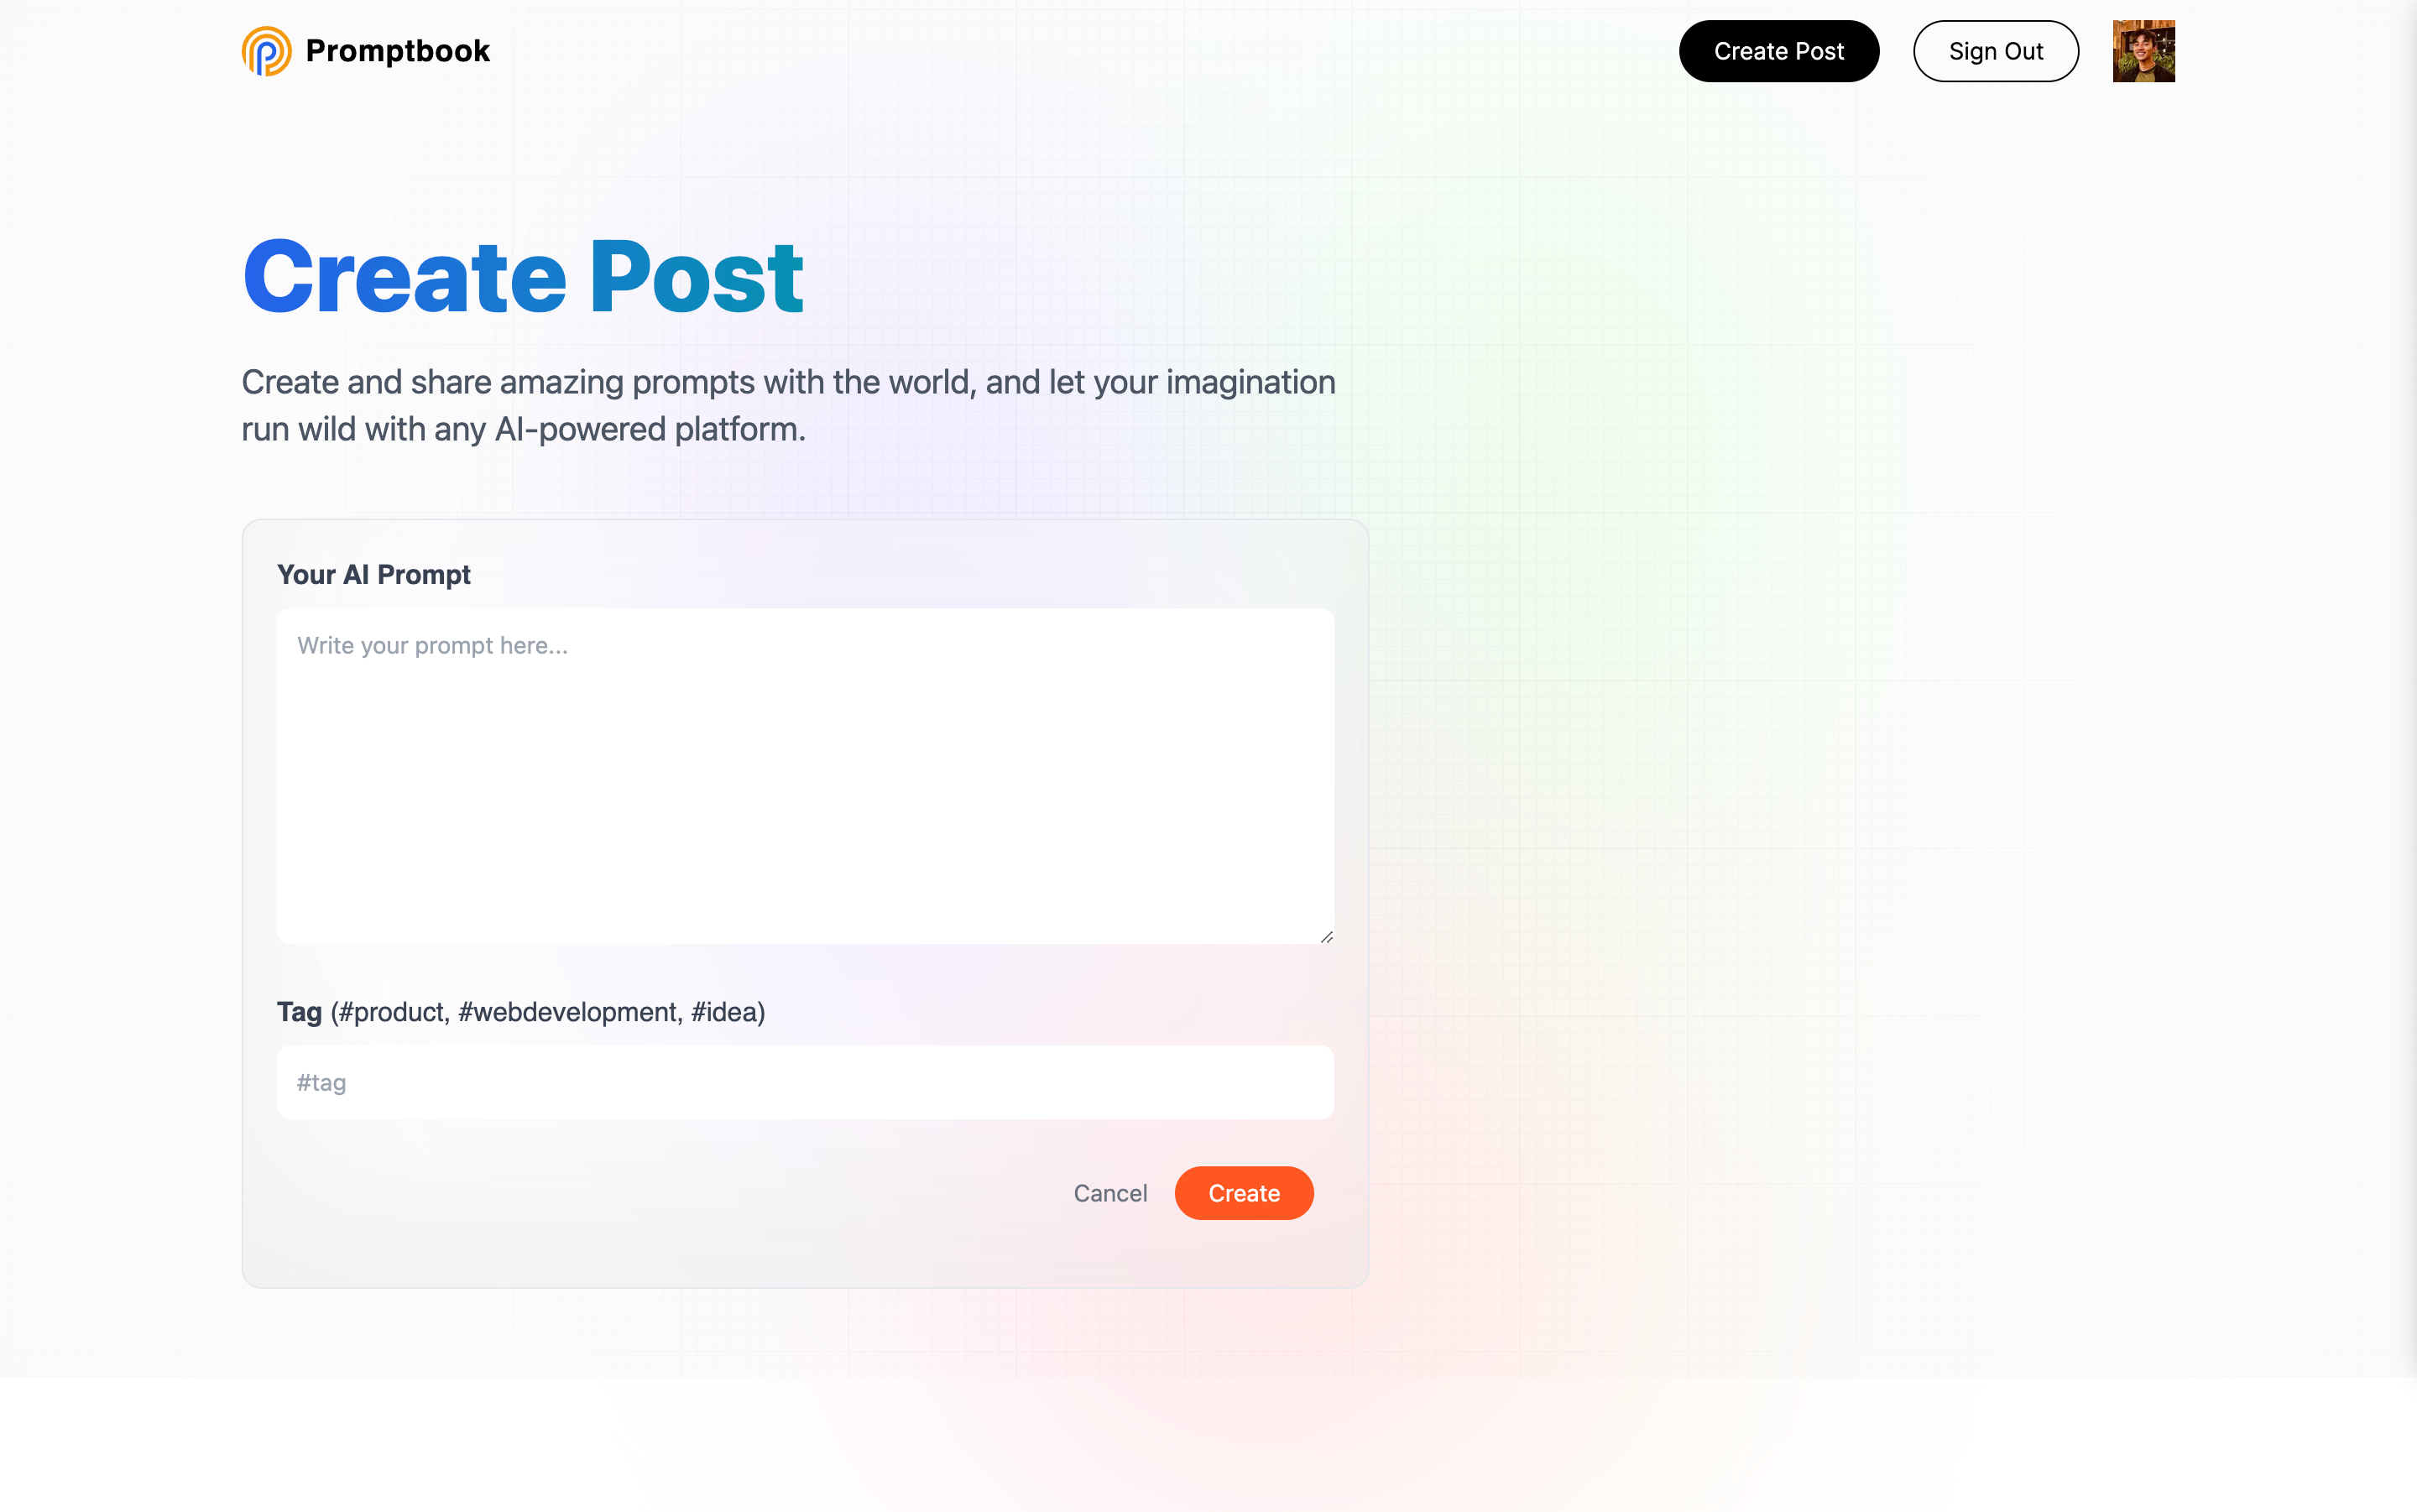 Promptbook
Create Post
Sign Out
Create Post
Create and share amazing prompts with the world, and let your imagination
run wild with any AI-powered platform.
Your AI Prompt
Write your prompt here...
Tag (#product, #webdevelopment, #idea)
#tag
Cancel
Create